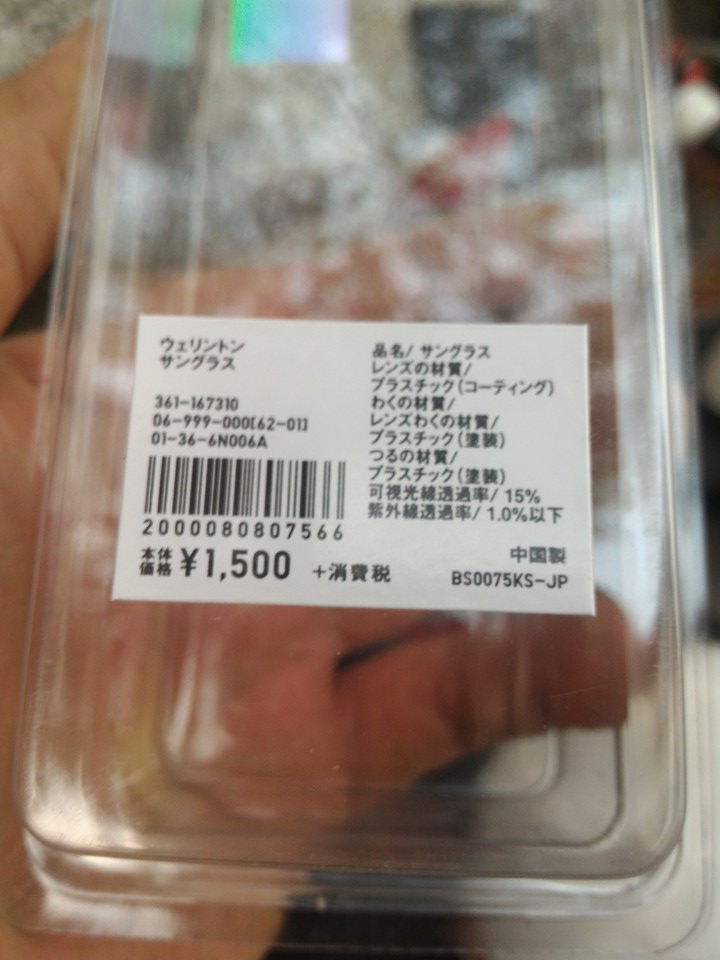 ウェリントン
サングラス
361-167310
06-999-000[62-01]
01-36-6N006A
2000080807566
本体
価格 ¥1,500 +消費税
品名/ サングラス
レンズの材質/
プラスチック(コーティング)
わくの材質/
レンズわくの材質/
プラスチック(塗装)
つるの材質/
プラスチック(塗装)
可視光線透過率/ 15%
紫外線透過率/ 1.0%以下
中国製
BS0075KS-JP